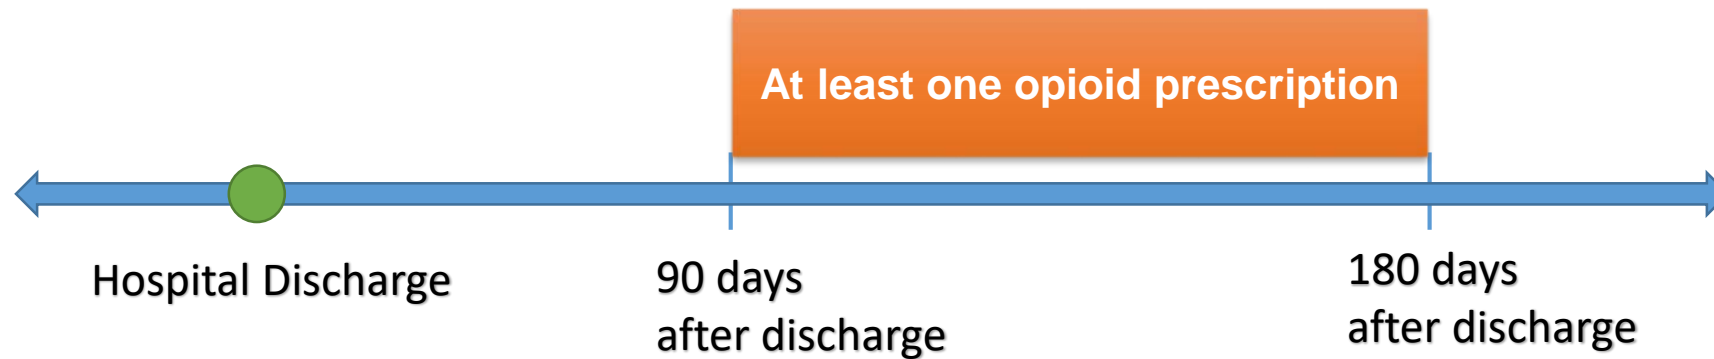 At least one opioid prescription
Hospital Discharge
90 days
after discharge
180 days
after discharge